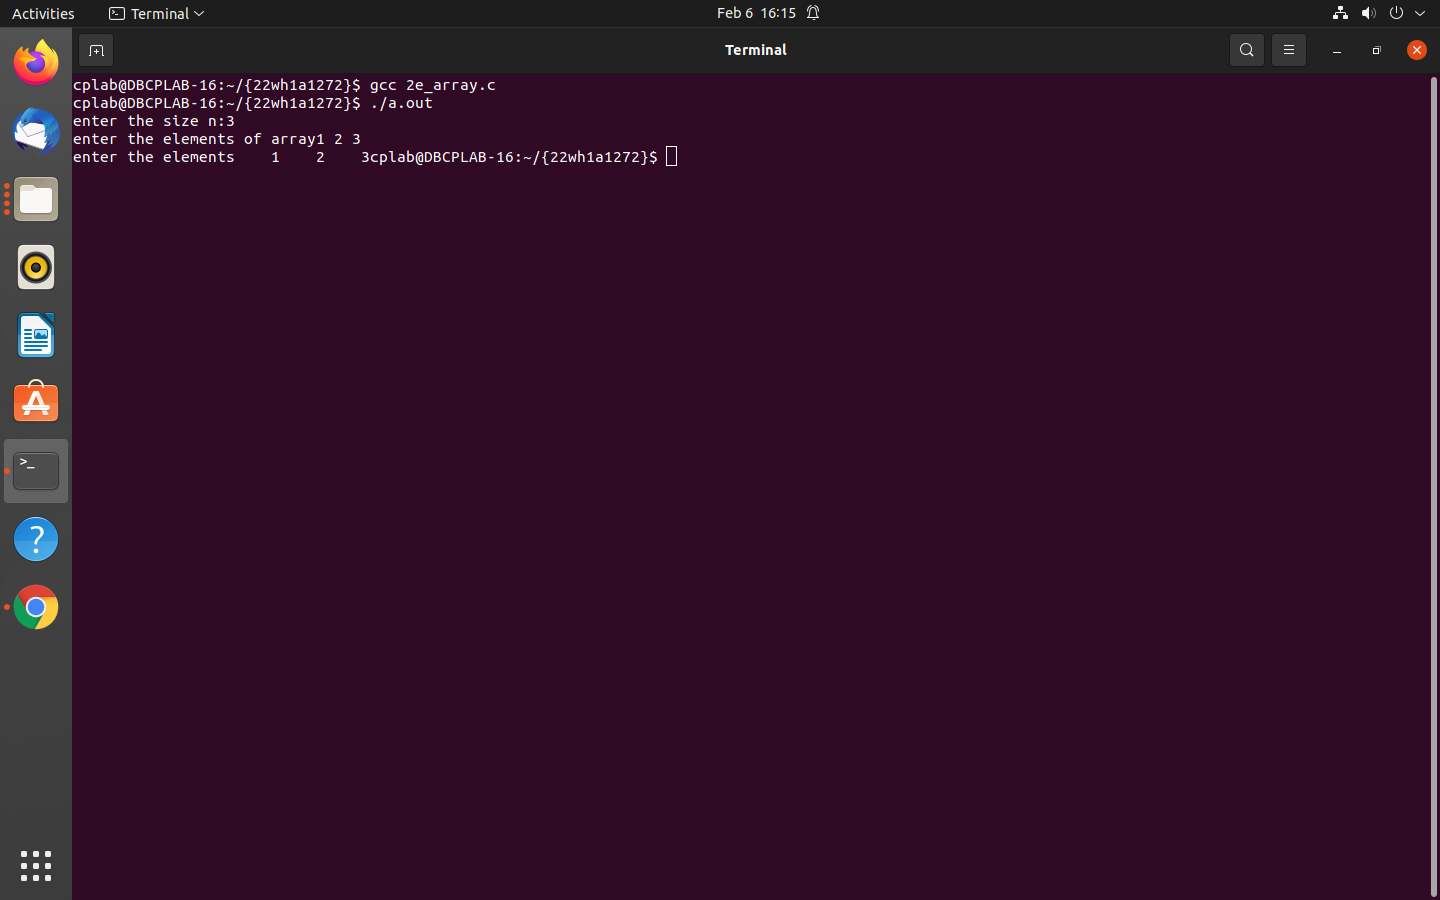 Activities
Terminal
Feb 6 16:15
Terminal
cplab@DBCPLAB-16:~/{22wh1a1272}$ gcc 2e_array.c
cplab@DBCPLAB-16:~/{22wh1a1272}$ ./a.out
enter the size n:3
enter the elements of array1 2 3
enter the elements    1    2    3cplab@DBCPLAB-16:~/{22wh1a1272}$